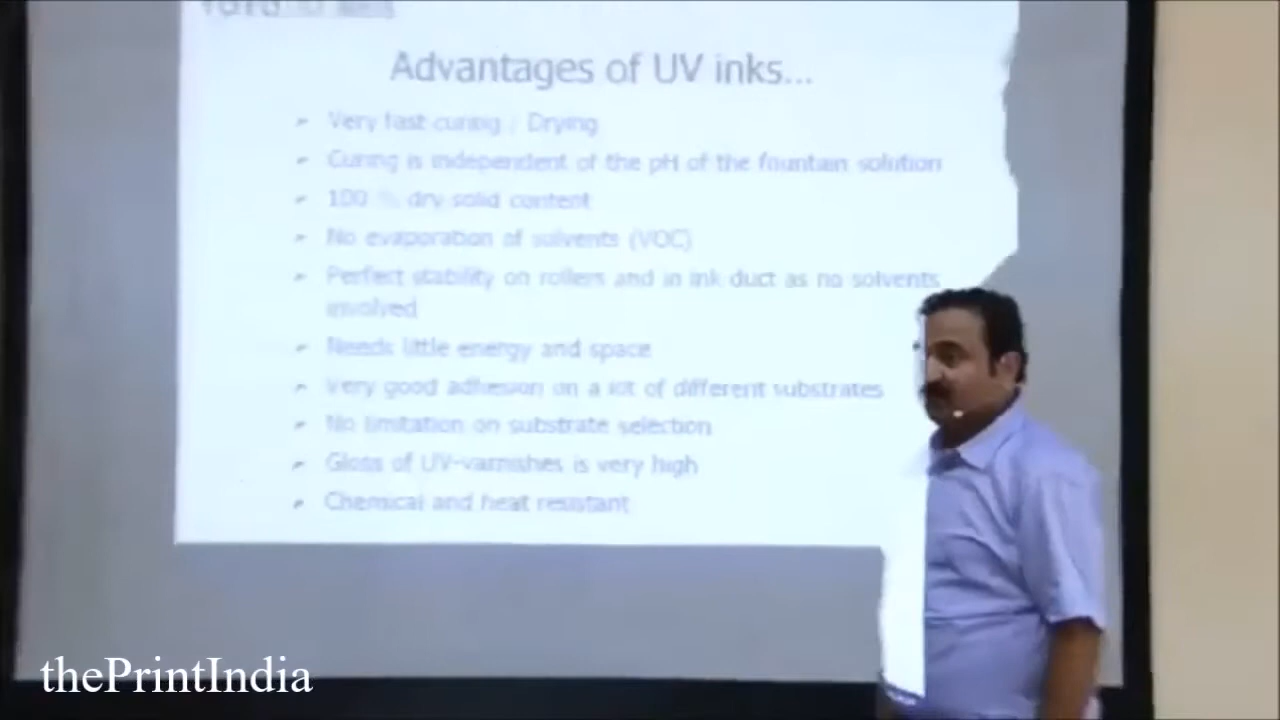 Advantages of UV inks...
Very fast curing / Drying
Curing is independent of the pH of the fountain solution
100 % dry solid content
No evaporation of solvents (VOC)
Perfect stability on rollers and in ink duct as no solvents
involved
Needs little energy and space
Very good adhesion on a lot of different substrates
No limitation on substrate selection
Gloss of UV-varnishes is very high
Chemical and heat resistant
thePrintIndia